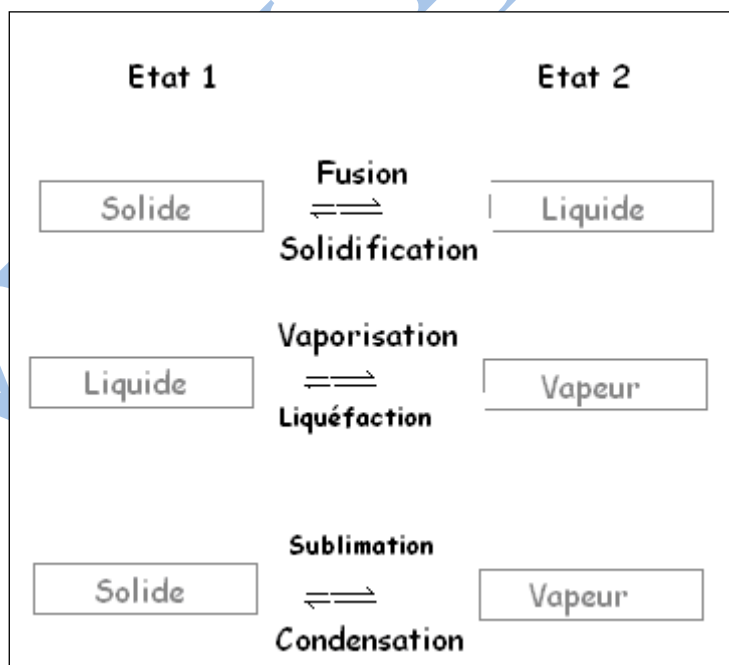 Etat 1 Etat 2
Fusion
Solide Liquide
Solidification
Vaporisation
Liquide Vapeur
Liquéfaction
Sublimation
Solide Vapeur
Condensation